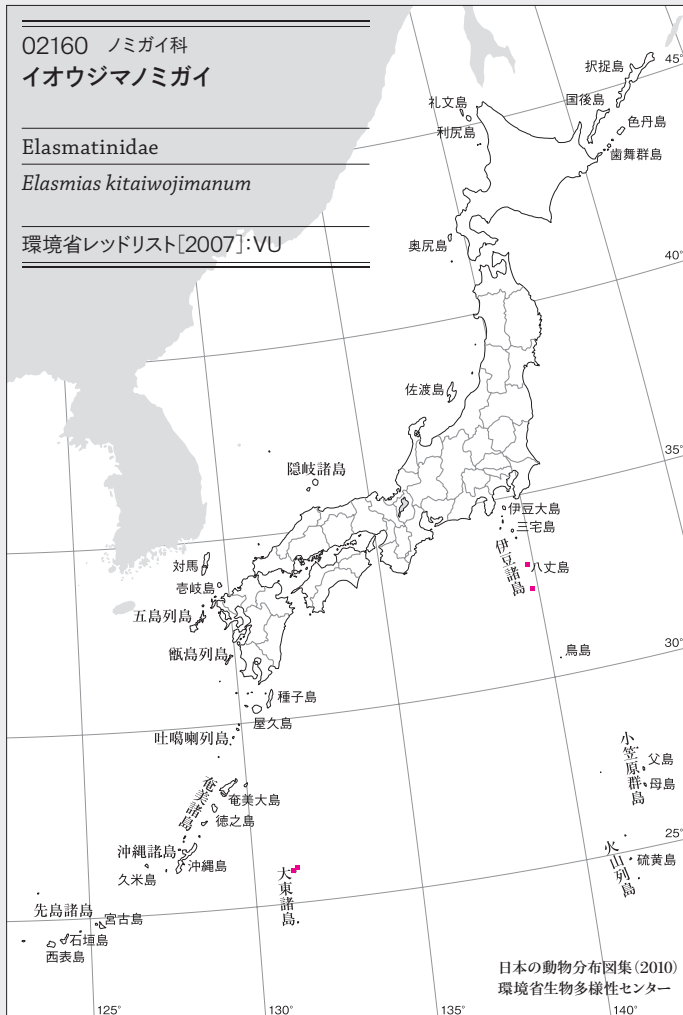 02160 ノミガイ科
イオウジマノミガイ
Elasmatinidae
Elasmias kitaiwojimanum
環境省レッドリスト[2007]:VU
択捉島
45°
国後島
礼文島
色丹島
利尻島
歯舞群島
奥尻島
40°
佐渡島
35°
隠岐諸島
伊豆大島
三宅島
伊豆諸島
八丈島
対馬
壱岐島
五島列島
甑島列島
鳥島
30°
種子島
屋久島
吐噶喇列島
小笠原群島
父島
母島
奄美諸島
奄美大島
徳之島
25°
沖縄諸島
沖縄島
久米島
火山列島
硫黄島
大東諸島
先島諸島
宮古島
石垣島
西表島
日本の動物分布図集(2010)
環境省生物多様性センター
125°
130°
135°
140°